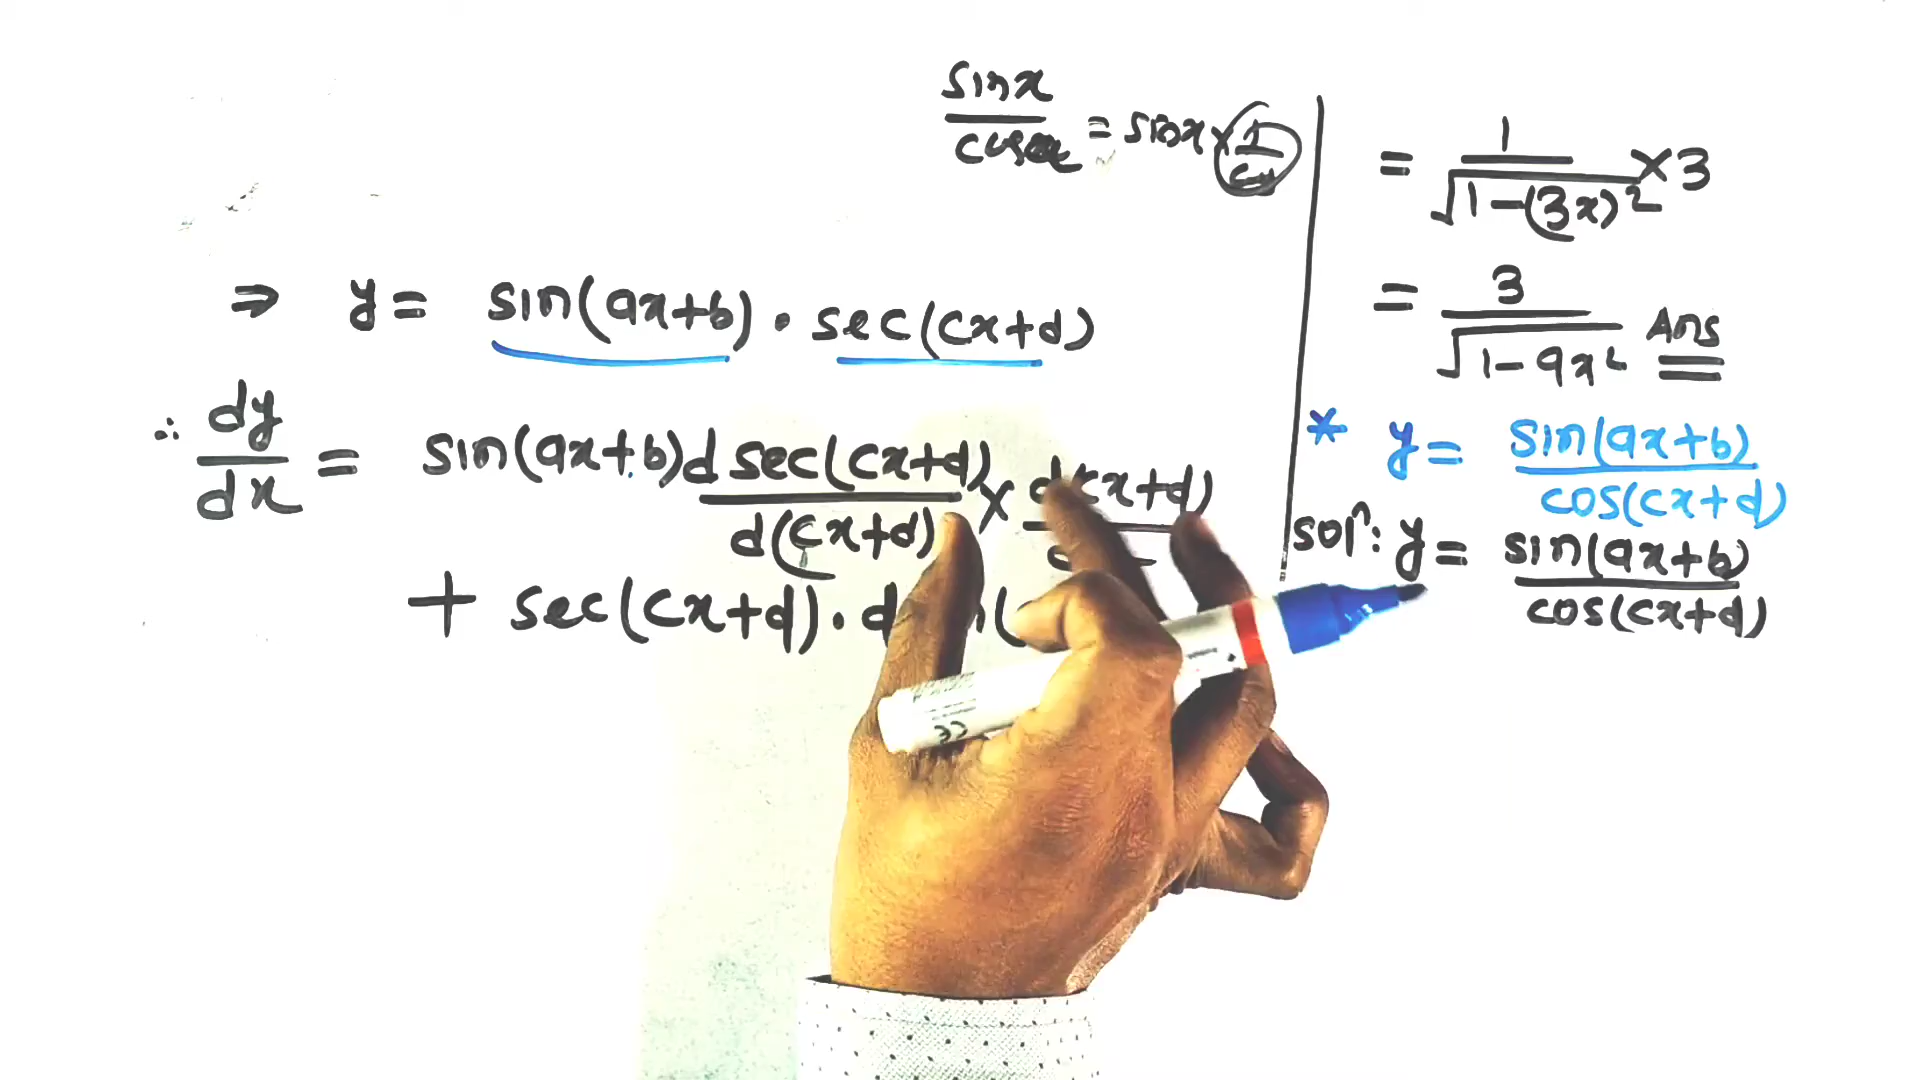 sinx/cosx = sinx × 1/cosx
⇒ y = sin(ax+b) · sec(cx+d)
∴ dy/dx = sin(ax+b) d sec(cx+d)/d(cx+d) × d(cx+d)/
+ sec(cx+d) · d
= 1/√1-(3x)² × 3
= 3/√1-9x² Ans
* y = sin(ax+b)/cos(cx+d)
solⁿ: y = sin(ax+b)/cos(cx+d)